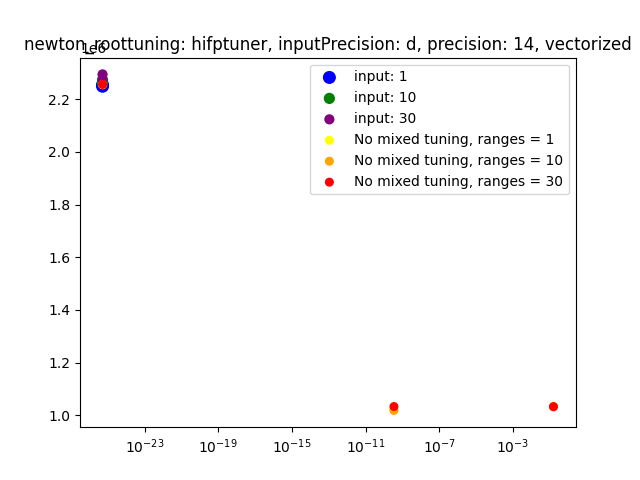 newton_roottuning: hifptuner, inputPrecision: d, precision: 14, vectorized
1e6
input: 1
input: 10
input: 30
No mixed tuning, ranges = 1
No mixed tuning, ranges = 10
No mixed tuning, ranges = 30
2.2
2.0
1.8
1.6
1.4
1.2
1.0
10⁻²³ 10⁻¹⁹ 10⁻¹⁵ 10⁻¹¹ 10⁻⁷ 10⁻³